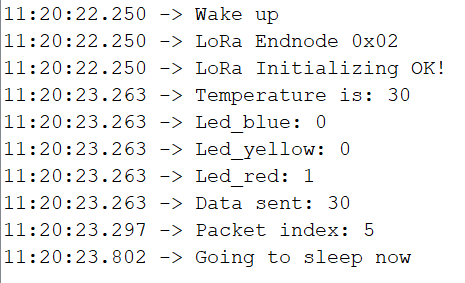 11:20:22.250 -> Wake up
11:20:22.250 -> LoRa Endnode 0x02
11:20:22.250 -> LoRa Initializing OK!
11:20:23.263 -> Temperature is: 30
11:20:23.263 -> Led_blue: 0
11:20:23.263 -> Led_yellow: 0
11:20:23.263 -> Led_red: 1
11:20:23.263 -> Data sent: 30
11:20:23.297 -> Packet index: 5
11:20:23.802 -> Going to sleep now